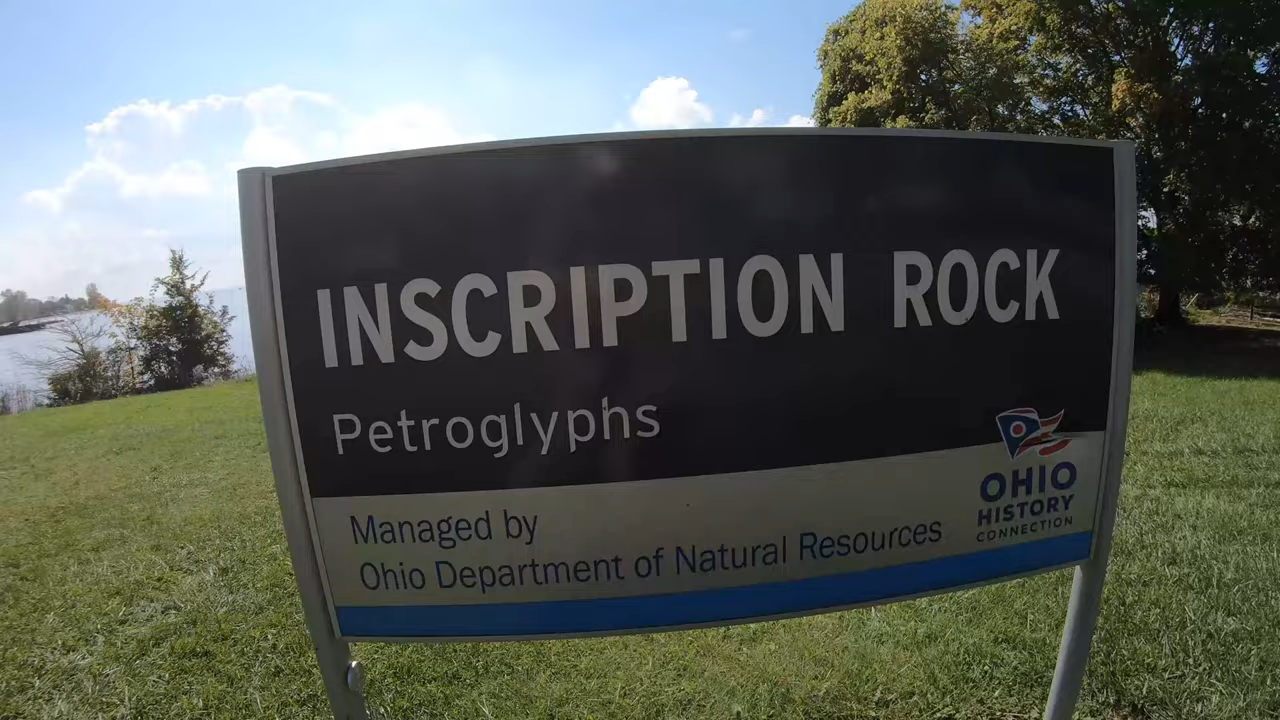 INSCRIPTION ROCK
Petroglyphs
Managed by
Ohio Department of Natural Resources
OHIO
HISTORY
CONNECTION